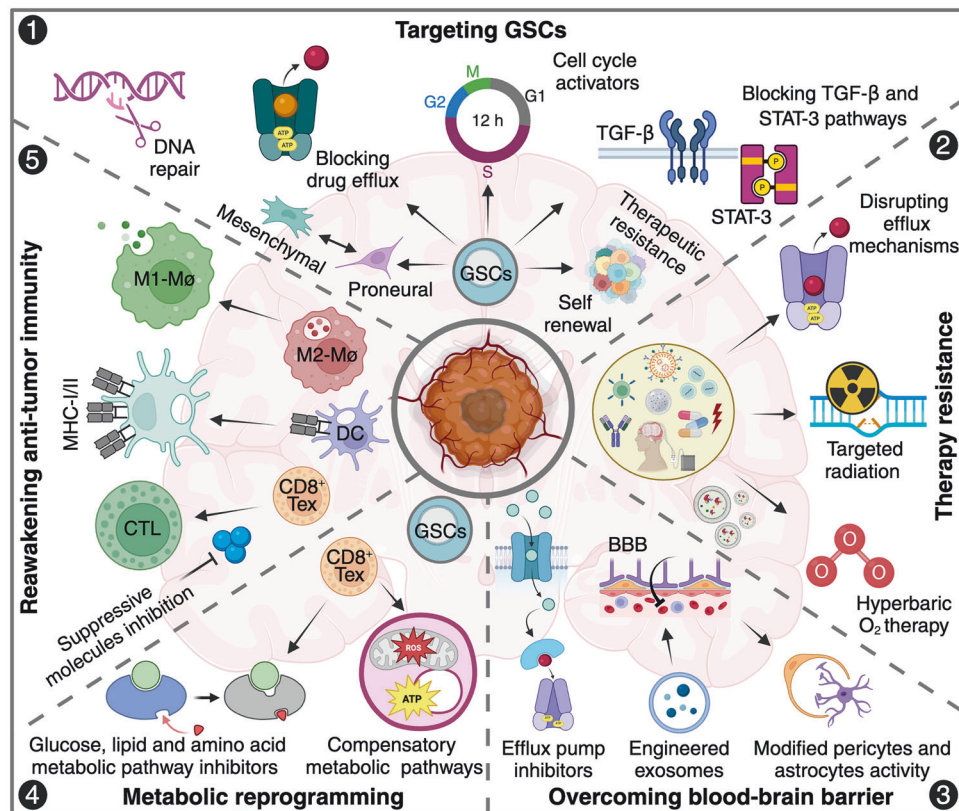 1
Targeting GSCs
DNA
repair
ATP
ATP
Blocking
drug efflux
M
G2
G1
12 h
S
Cell cycle
activators
TGF-β
Blocking TGF-β and
STAT-3 pathways
P
P
STAT-3
Mesenchymal
Proneural
GSCs
Therapeutic
resistance
Self
renewal
2
Therapy resistance
Disrupting
efflux
mechanisms
ATP
ATP
Targeted
radiation
O
O
O
Hyperbaric
O₂ therapy
5
Reawakening anti-tumor immunity
M1-Mø
M2-Mø
MHC-I/II
DC
CTL
CD8⁺
Tex
Suppressive
molecules inhibition
GSCs
CD8⁺
Tex
ROS
ATP
Glucose, lipid and amino acid
metabolic pathway inhibitors
Compensatory
metabolic pathways
4
Metabolic reprogramming
BBB
Efflux pump
inhibitors
Engineered
exosomes
Modified pericytes and
astrocytes activity
Overcoming blood-brain barrier
3